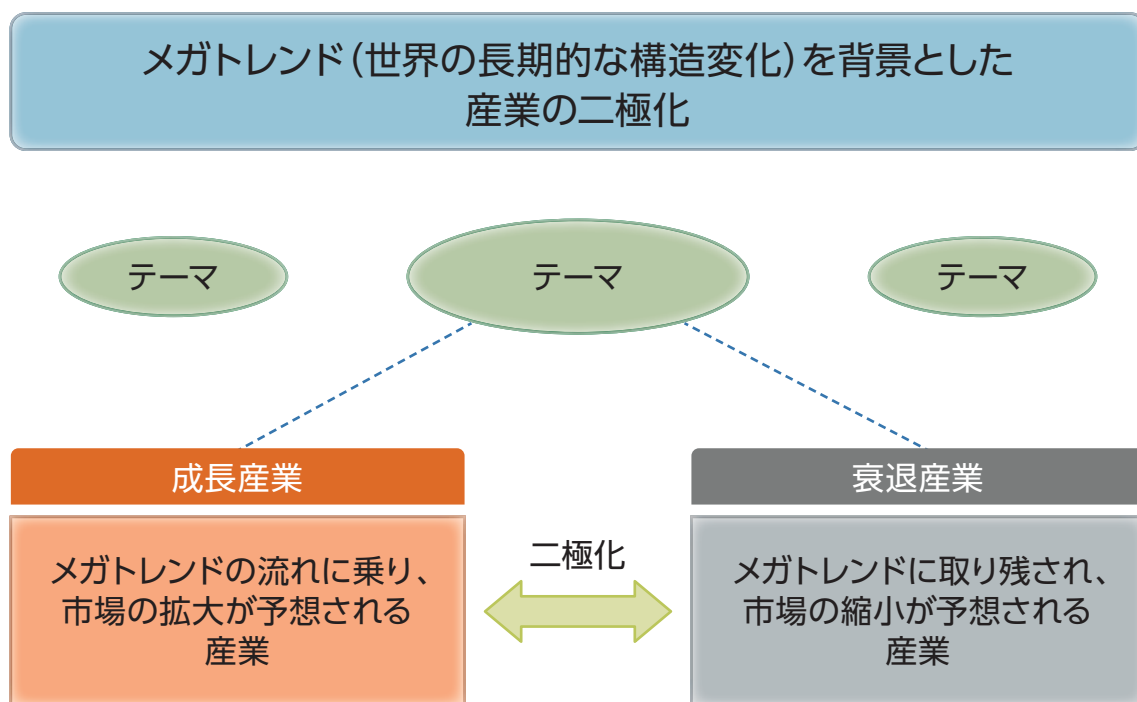 メガトレンド(世界の長期的な構造変化)を背景とした
産業の二極化
テーマ
テーマ
テーマ
成長産業
メガトレンドの流れに乗り、
市場の拡大が予想される
産業
二極化
衰退産業
メガトレンドに取り残され、
市場の縮小が予想される
産業